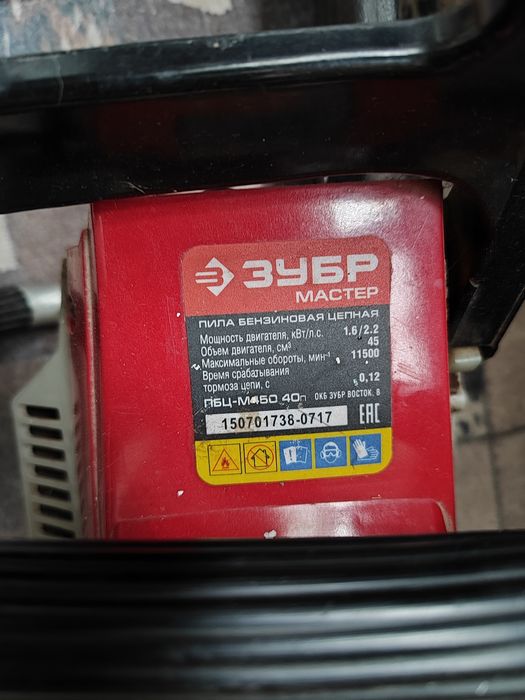 ЗУБР
МАСТЕР
ПИЛА БЕНЗИНОВАЯ ЦЕПНАЯ
Мощность двигателя, кВт/л.с. 1.6/2.2
Объем двигателя, см³ 45
Максимальные обороты, мин⁻¹ 11500
Время срабатывания
тормоза цепи, с 0,12
ПБЦ-М450 40п ОКБ ЗУБР ВОСТОК. В
150701738-0717 EAC